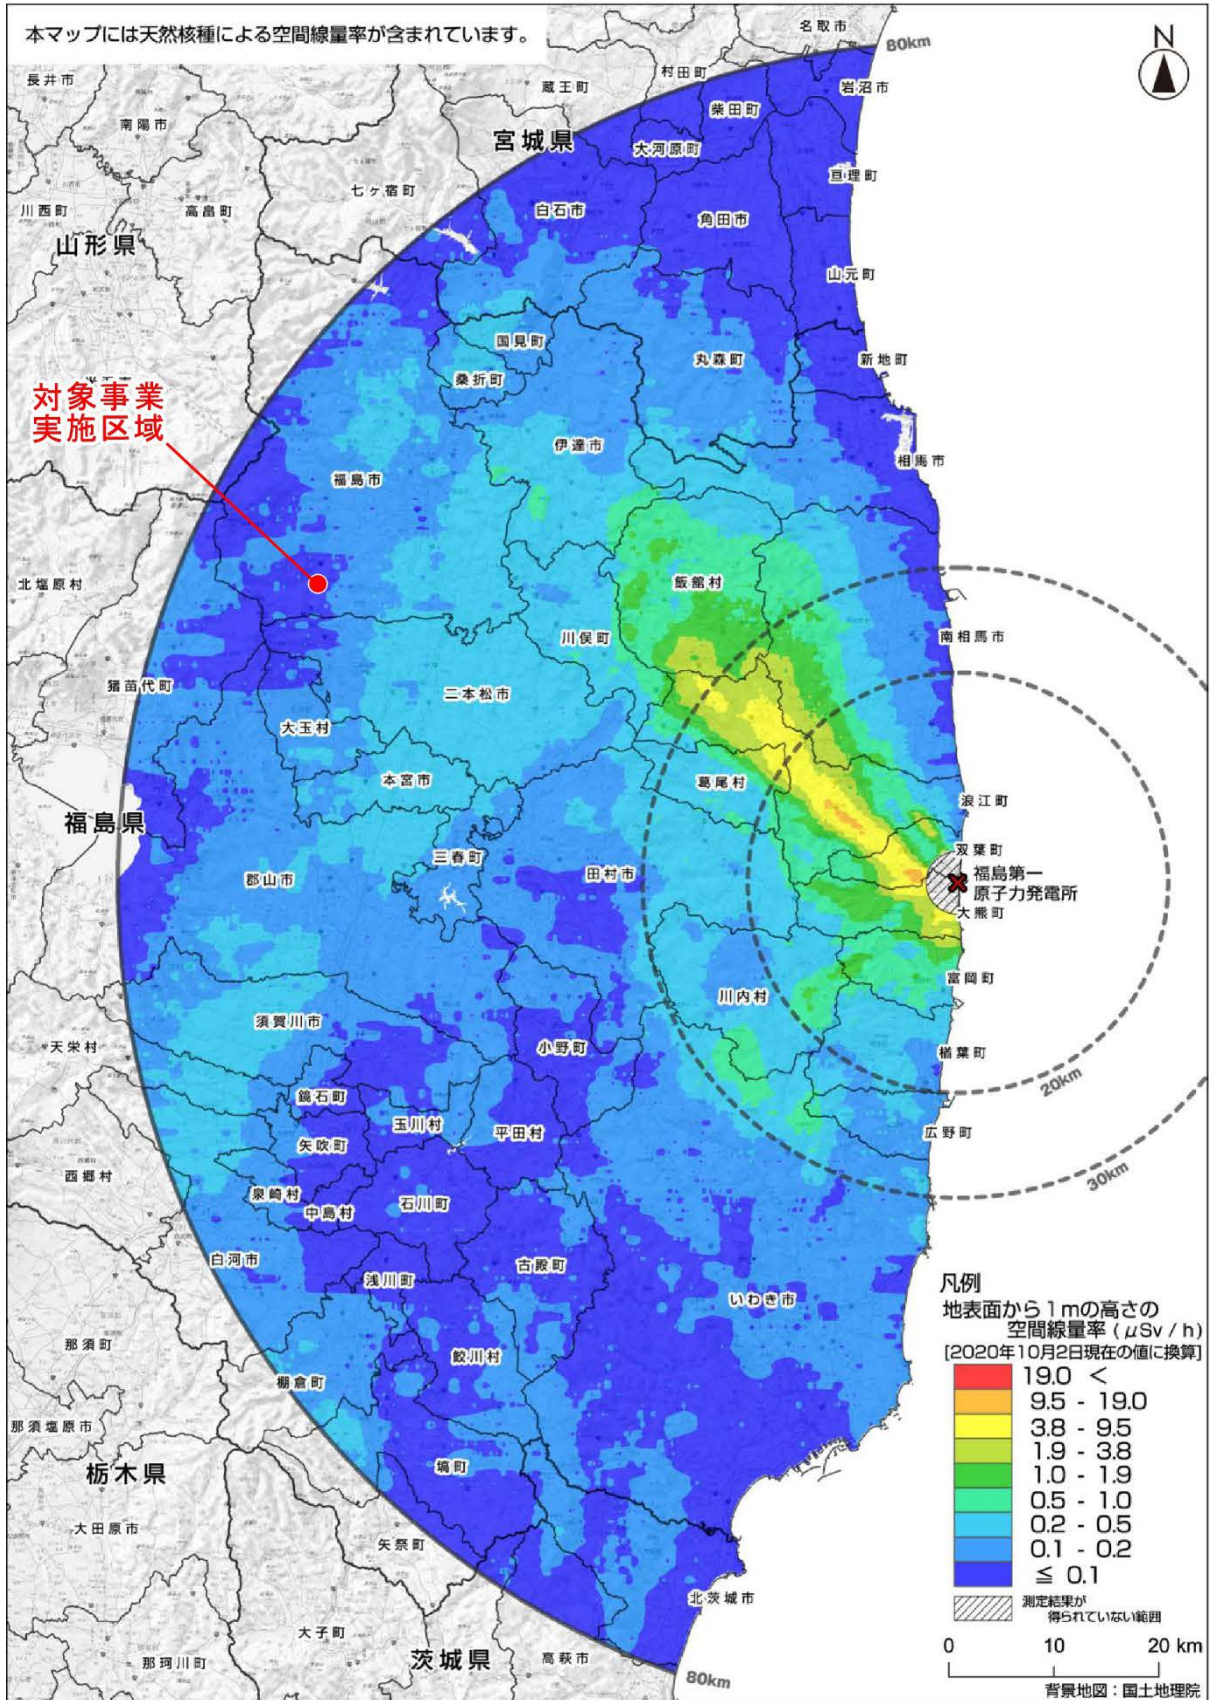 本マップには天然核種による空間線量率が含まれています。
名取市
80km
N
長井市
村田町
蔵王町
岩沼市
南陽市
柴田町
宮城県
大河原町
亘理町
七ヶ宿町
川西町
高畠町
白石市
角田市
山形県
山元町
国見町
丸森町
新地町
桑折町
対象事業
実施区域
伊達市
相馬市
福島市
北塩原村
飯館村
川俣町
南相馬市
猪苗代町
二本松市
大玉村
本宮市
葛尾村
浪江町
福島県
双葉町
三春町
福島第一
原子力発電所
郡山市
田村市
大熊町
富岡町
川内村
須賀川市
天栄村
小野町
楢葉町
20km
鏡石町
玉川村
平田村
広野町
矢吹町
西郷村
30km
泉崎村
中島村
石川町
白河市
古殿町
浅川町
いわき市
那須町
鮫川村
棚倉町
那須塩原市
栃木県
塙町
大田原市
矢祭町
北茨城市
大子町
那珂川町
茨城県
高萩市
80km
凡例
地表面から1mの高さの
空間線量率(μSv/h)
[2020年10月2日現在の値に換算]
19.0 <
9.5 - 19.0
3.8 - 9.5
1.9 - 3.8
1.0 - 1.9
0.5 - 1.0
0.2 - 0.5
0.1 - 0.2
≦ 0.1
測定結果が
得られていない範囲
0 10 20 km
背景地図：国土地理院